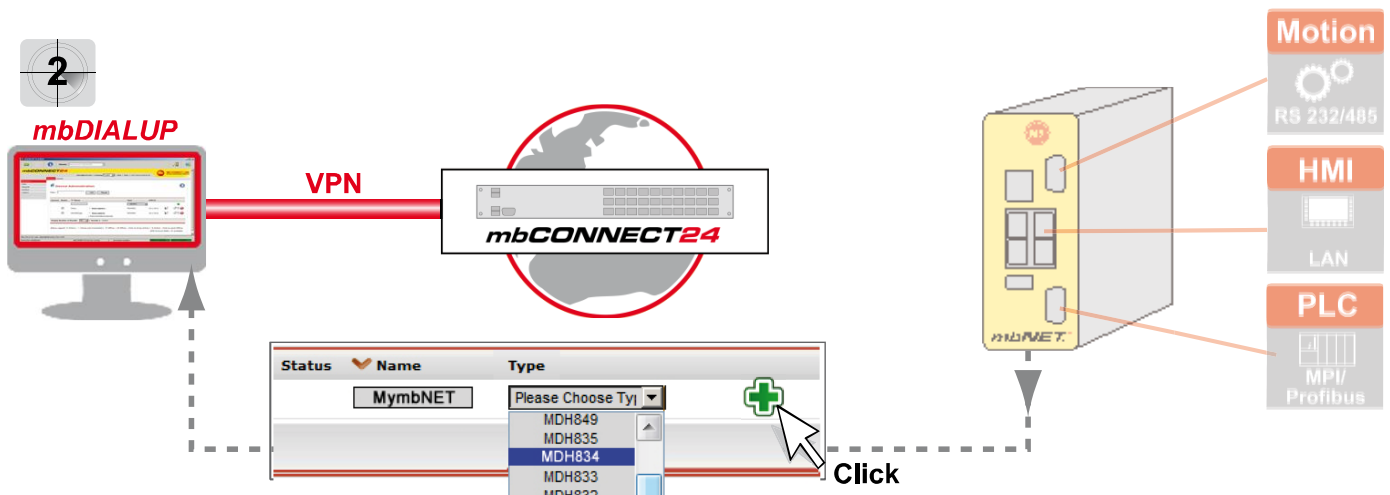 2
mbDIALUP
VPN
mbCONNECT24
mbNET
Motion
RS 232/485
HMI
LAN
PLC
MPI/
Profibus
Status Name Type
MymbNET Please Choose Typ
MDH849
MDH835
MDH834
MDH833
MDH832
Click